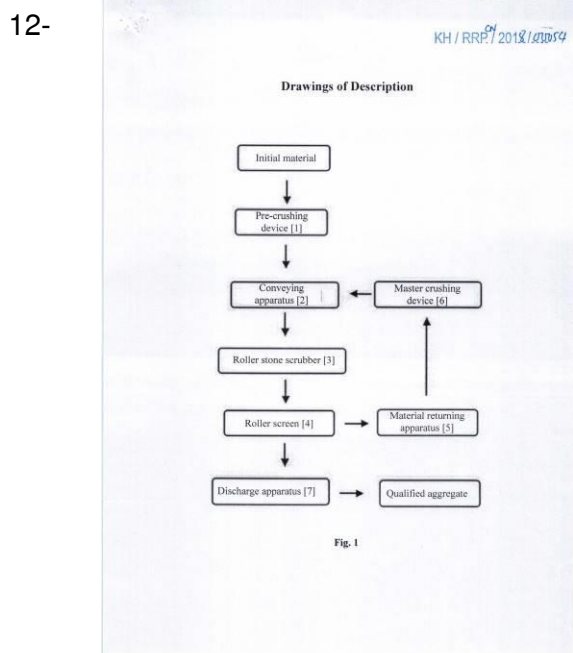 12-
KH / RRP CN / 2018 /
Drawings of Description
Initial material
Pre-crushing
device [1]
Conveying
apparatus [2]
Master crushing
device [6]
Roller stone scrubber [3]
Roller screen [4]
Material returning
apparatus [5]
Discharge apparatus [7]
Qualified aggregate
Fig. 1